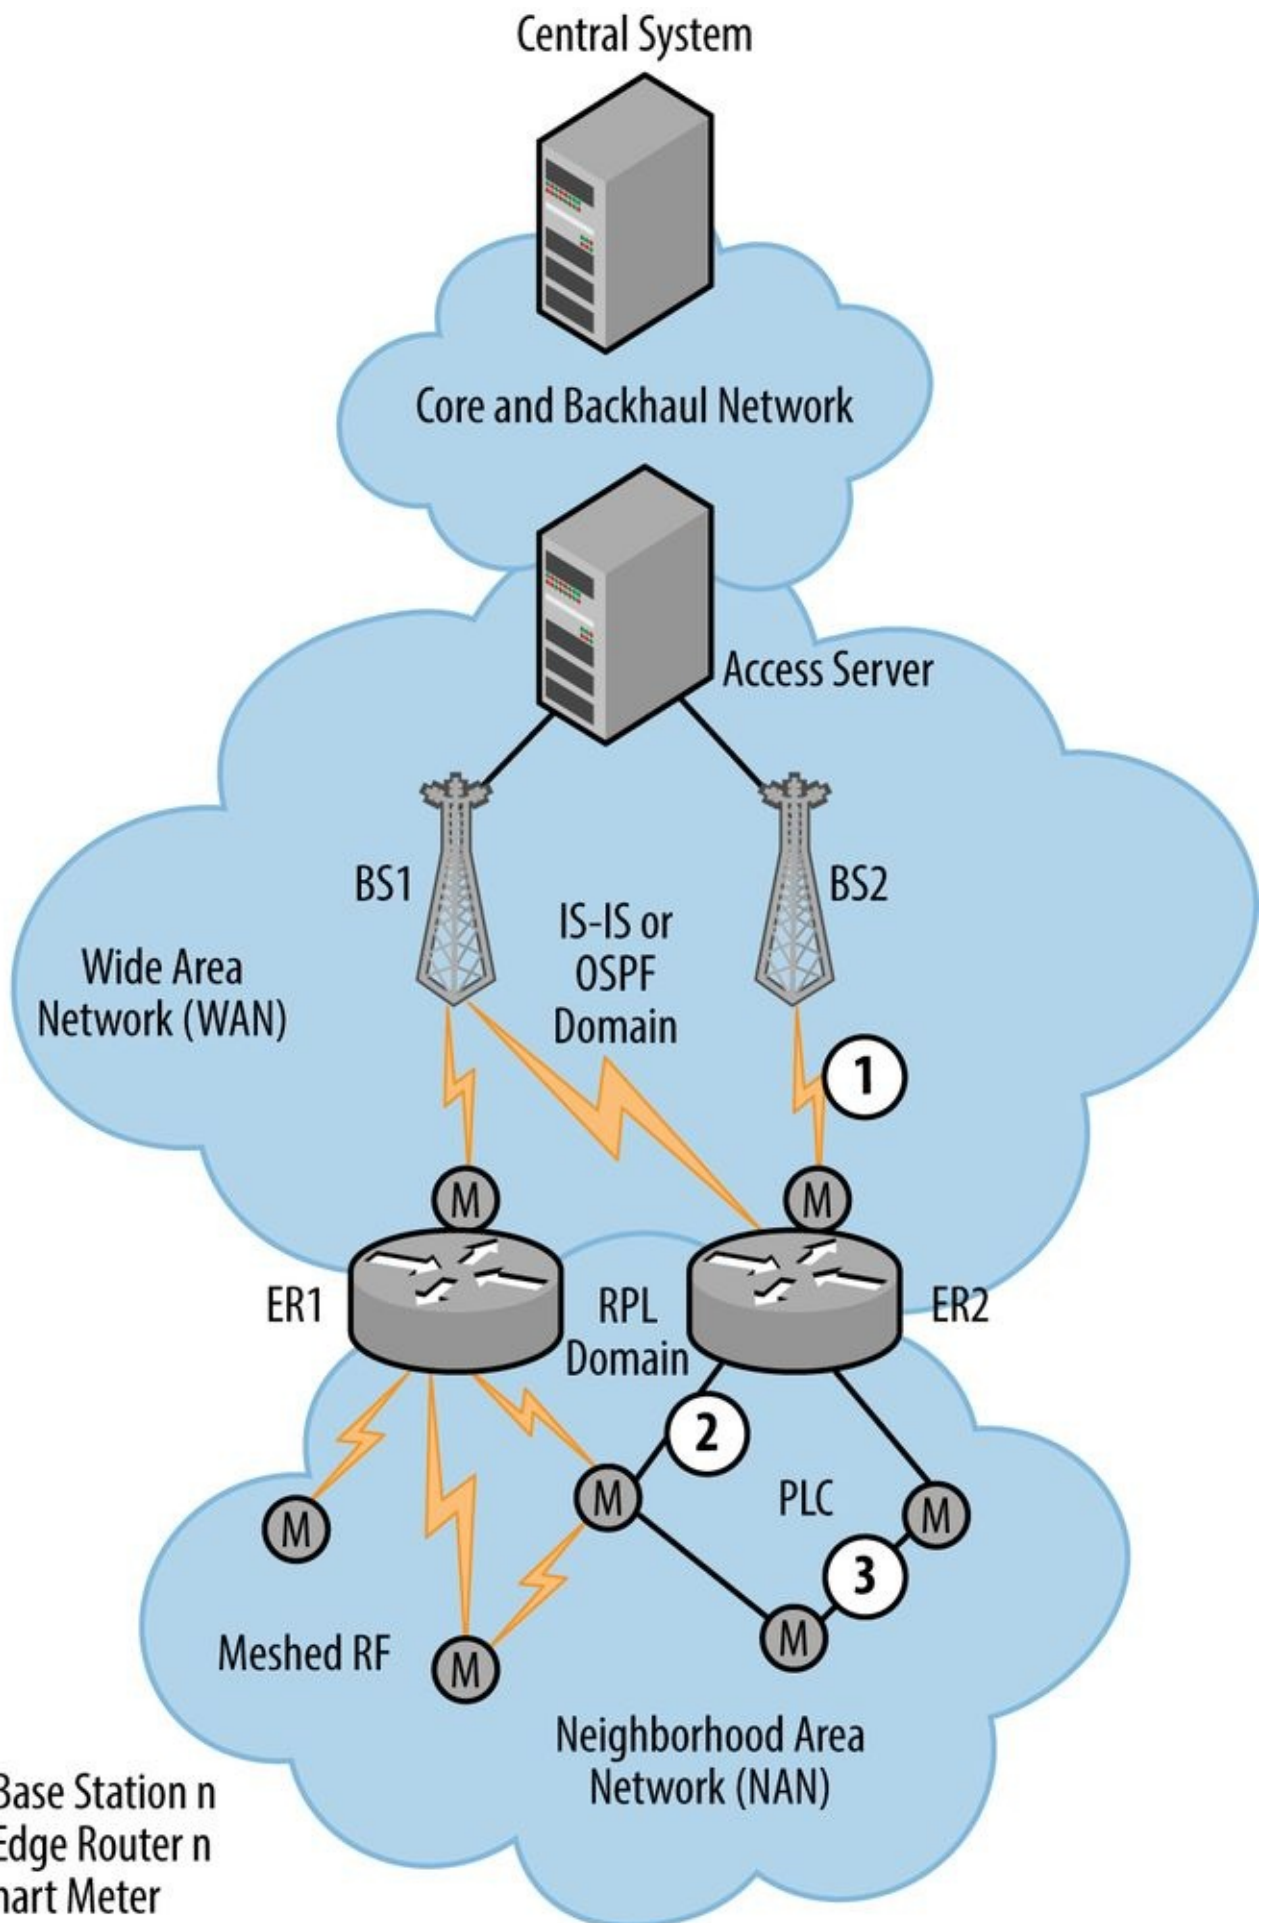 Central System
Core and Backhaul Network
Access Server
BS1
BS2
IS-IS or
OSPF
Domain
Wide Area
Network (WAN)
1
M
M
ER1
RPL
Domain
ER2
2
M
PLC
M
M
3
M
Meshed RF
M
Neighborhood Area
Network (NAN)
Base Station n
Edge Router n
Meter